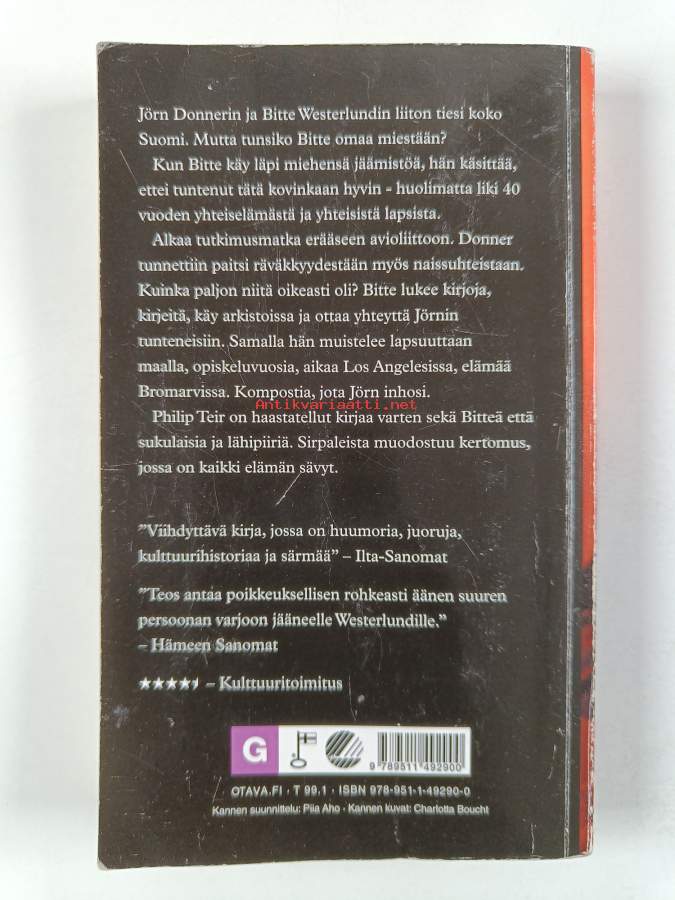 Jörn Donnerin ja Bitte Westerlundin liiton tiesi koko
Suomi. Mutta tunsiko Bitte omaa miestään?
Kun Bitte käy läpi miehensä jäämistöä, hän käsittää,
ettei tuntenut tätä kovinkaan hyvin - huolimatta liki 40
vuoden yhteiselämästä ja yhteisistä lapsista.
Alkaa tutkimusmatka erääseen avioliittoon. Donner
tunnettiin paitsi räväkkyydestään myös naissuhteistaan.
Kuinka paljon niitä oikeasti oli? Bitte lukee kirjoja,
kirjeitä, käy arkistoissa ja ottaa yhteyttä Jörnin
tunteneisiin. Samalla hän muistelee lapsuuttaan
maalla, opiskeluvuosia, aikaa Los Angelesissa, elämää
Bromarvissa. Kompostia, jota Jörn inhosi.
Antikvariaatti.net
Philip Teir on haastatellut kirjaa varten sekä Bitteä että
sukulaisia ja lähipiiriä. Sirpaleista muodostuu kertomus,
jossa on kaikki elämän sävyt.
”Viihdyttävä kirja, jossa on huumoria, juoruja,
kulttuurihistoriaa ja särmää” – Ilta-Sanomat
”Teos antaa poikkeuksellisen rohkeasti äänen suuren
persoonan varjoon jääneelle Westerlundille.”
– Hämeen Sanomat
– Kulttuuritoimitus
G
9 789511 492900
OTAVA.FI · T 99.1 · ISBN 978-951-1-49290-0
Kannen suunnittelu: Piia Aho · Kannen kuvat: Charlotta Boucht